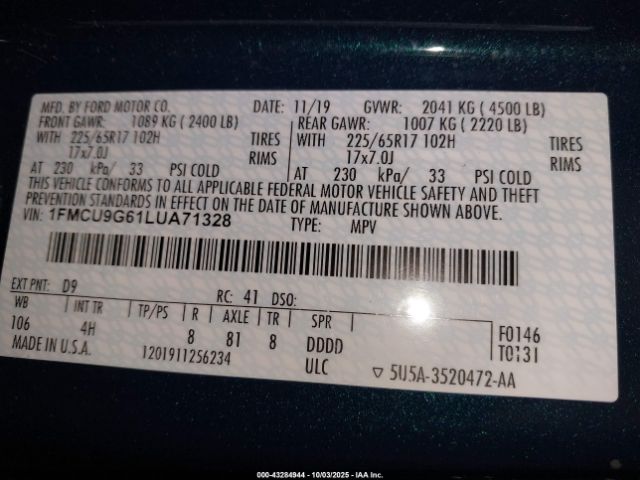 MFD. BY FORD MOTOR CO. DATE: 11/19 GVWR: 2041 KG ( 4500 LB)
FRONT GAWR: 1089 KG ( 2400 LB) REAR GAWR: 1007 KG ( 2220 LB)
WITH 225/65R17 102H TIRES WITH 225/65R17 102H TIRES
17x7.0J RIMS 17x7.0J RIMS
AT 230 kPa/ 33 PSI COLD AT 230 kPa/ 33 PSI COLD
THIS VEHICLE CONFORMS TO ALL APPLICABLE FEDERAL MOTOR VEHICLE SAFETY AND THEFT
PREVENTION STANDARDS IN EFFECT ON THE DATE OF MANUFACTURE SHOWN ABOVE.
VIN: 1FMCU9G61LUA71328 TYPE: MPV
EXT PNT: D9 RC: 41 DSO:
WB INT TR TP/PS R AXLE TR SPR
106 4H 8 81 8 DDDD
F0146
T0131
MADE IN U.S.A. 1201911256234 ULC
5U5A-3520472-AA
000-43284944 | 10/03/2025 | IAA Inc.